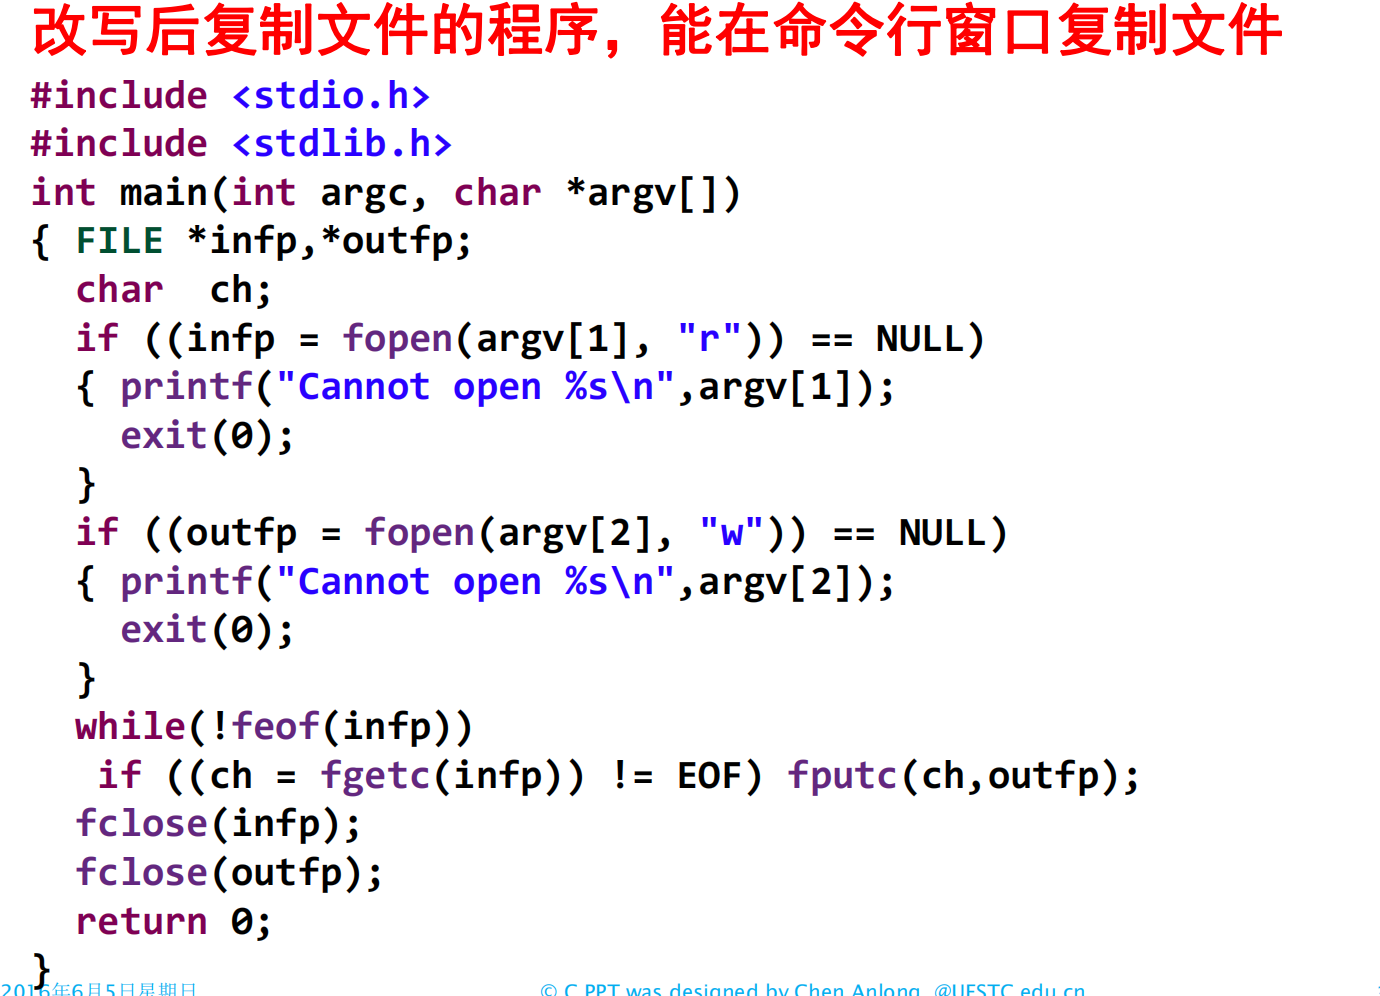 改写后复制文件的程序，能在命令行窗口复制文件
#include <stdio.h>
#include <stdlib.h>
int main(int argc, char *argv[])
{ FILE *infp,*outfp;
  char  ch;
  if ((infp = fopen(argv[1], "r")) == NULL)
  { printf("Cannot open %s\n",argv[1]);
    exit(0);
  }
  if ((outfp = fopen(argv[2], "w")) == NULL)
  { printf("Cannot open %s\n",argv[2]);
    exit(0);
  }
  while(!feof(infp))
   if ((ch = fgetc(infp)) != EOF) fputc(ch,outfp);
  fclose(infp);
  fclose(outfp);
  return 0;
}
2016年6月5日星期日
© C PPT was designed by Chen Anlong, @UESTC.edu.cn